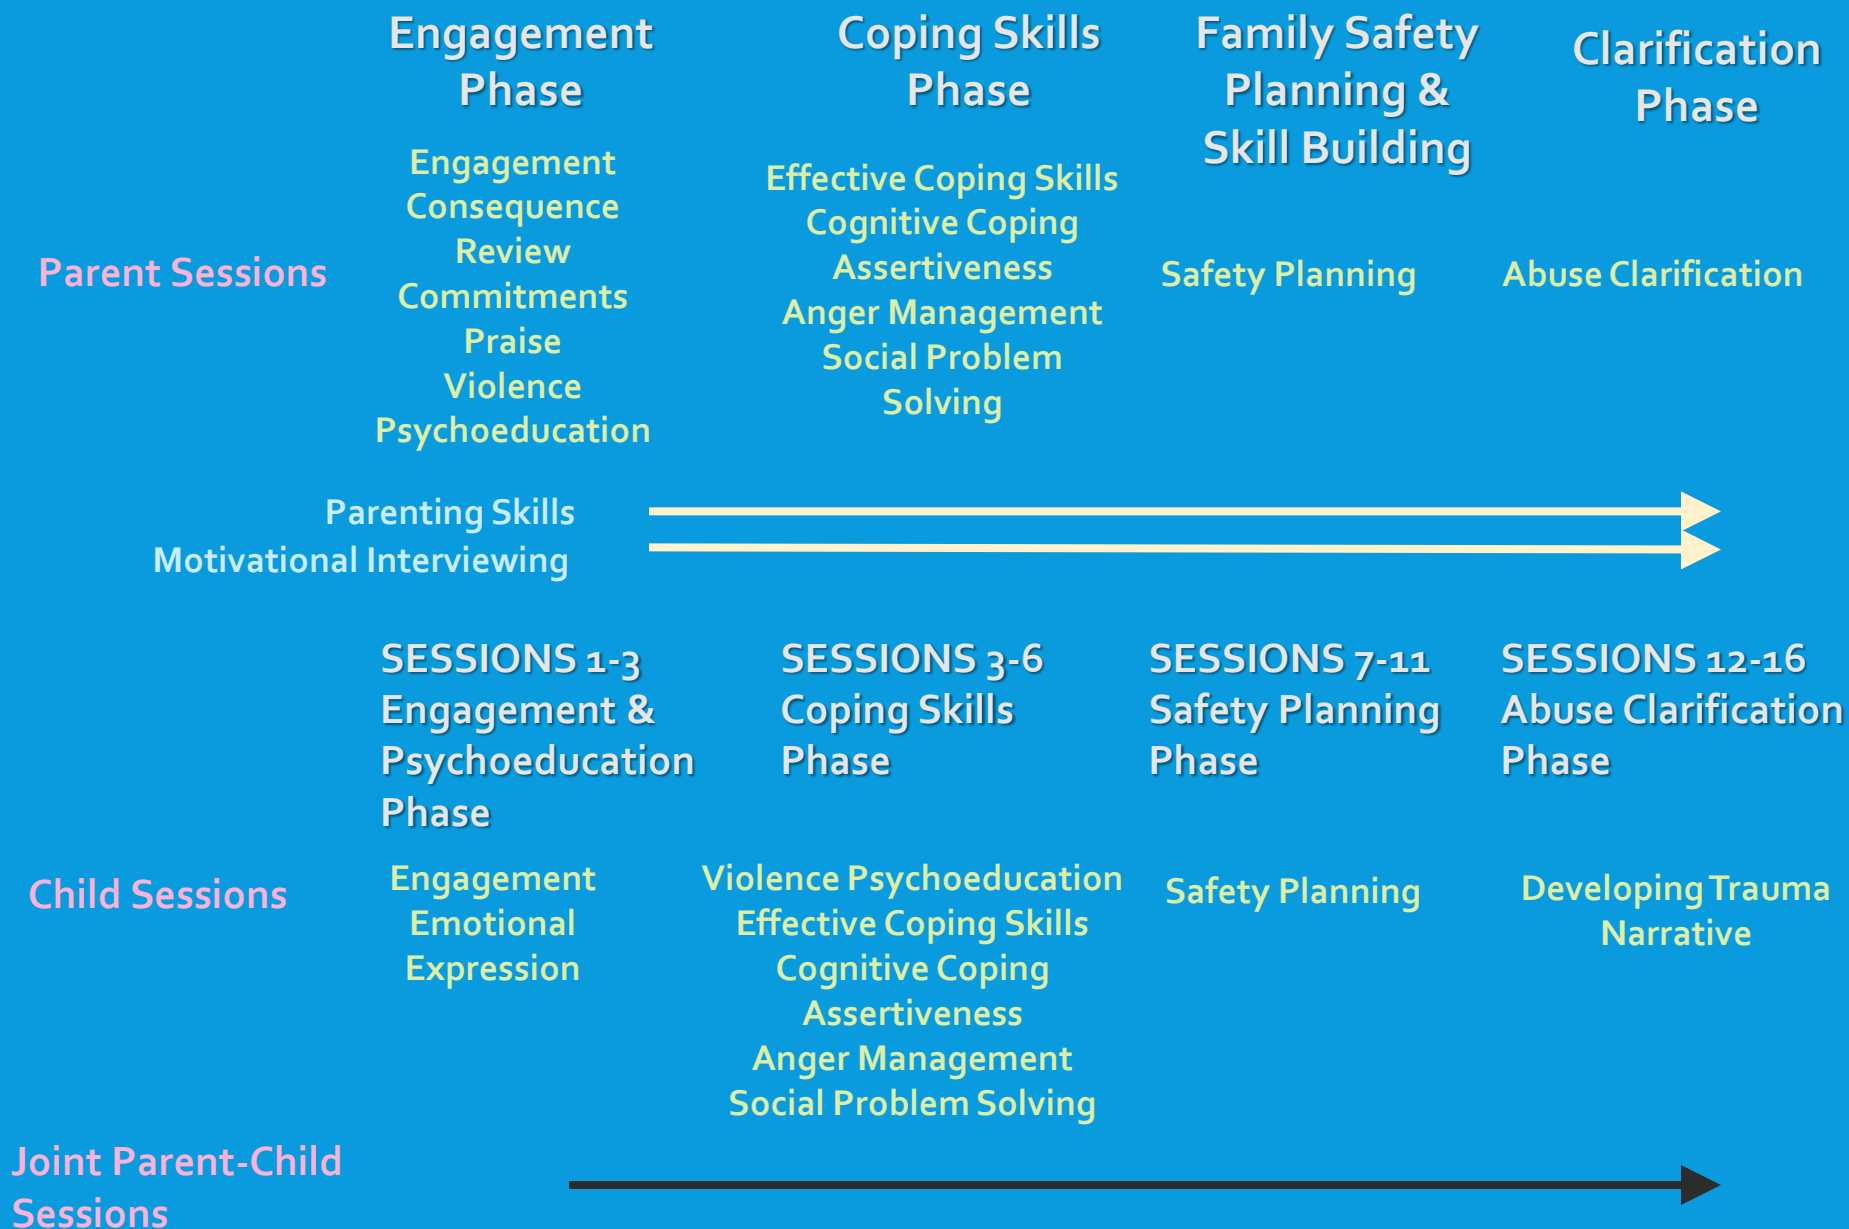 Engagement
Phase
Coping Skills
Phase
Family Safety
Planning &
Skill Building
Clarification
Phase
Parent Sessions
Engagement
Consequence
Review
Commitments
Praise
Violence
Psychoeducation
Effective Coping Skills
Cognitive Coping
Assertiveness
Anger Management
Social Problem
Solving
Safety Planning
Abuse Clarification
Parenting Skills
Motivational Interviewing
SESSIONS 1-3
Engagement &
Psychoeducation
Phase
SESSIONS 3-6
Coping Skills
Phase
SESSIONS 7-11
Safety Planning
Phase
SESSIONS 12-16
Abuse Clarification
Phase
Child Sessions
Engagement
Emotional
Expression
Violence Psychoeducation
Effective Coping Skills
Cognitive Coping
Assertiveness
Anger Management
Social Problem Solving
Safety Planning
Developing Trauma
Narrative
Joint Parent-Child
Sessions